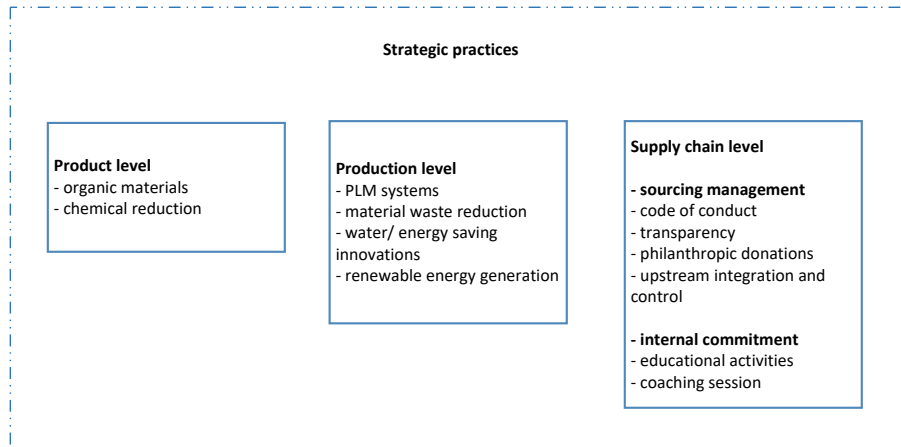 Strategic practices
Product level
- organic materials
- chemical reduction
Production level
- PLM systems
- material waste reduction
- water/ energy saving
innovations
- renewable energy generation
Supply chain level
- sourcing management
- code of conduct
- transparency
- philanthropic donations
- upstream integration and
control
- internal commitment
- educational activities
- coaching session